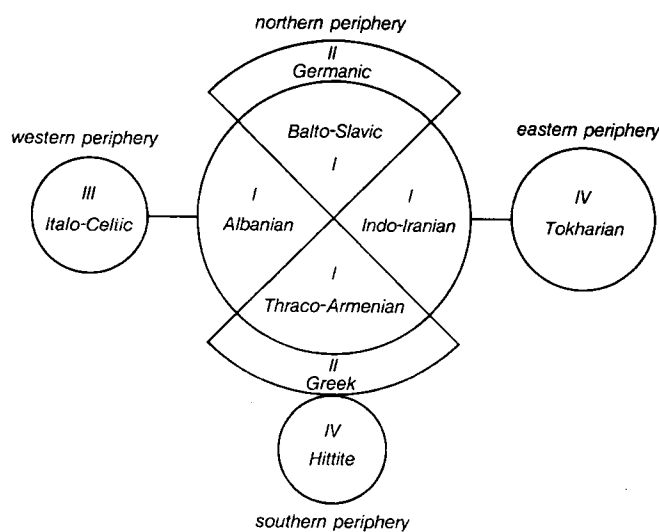 northern periphery
II
Germanic
western periphery
eastern periphery
Balto-Slavic
I
III
Italo-Celtic
I
Albanian
I
Indo-Iranian
IV
Tokharian
I
Thraco-Armenian
II
Greek
IV
Hittite
southern periphery